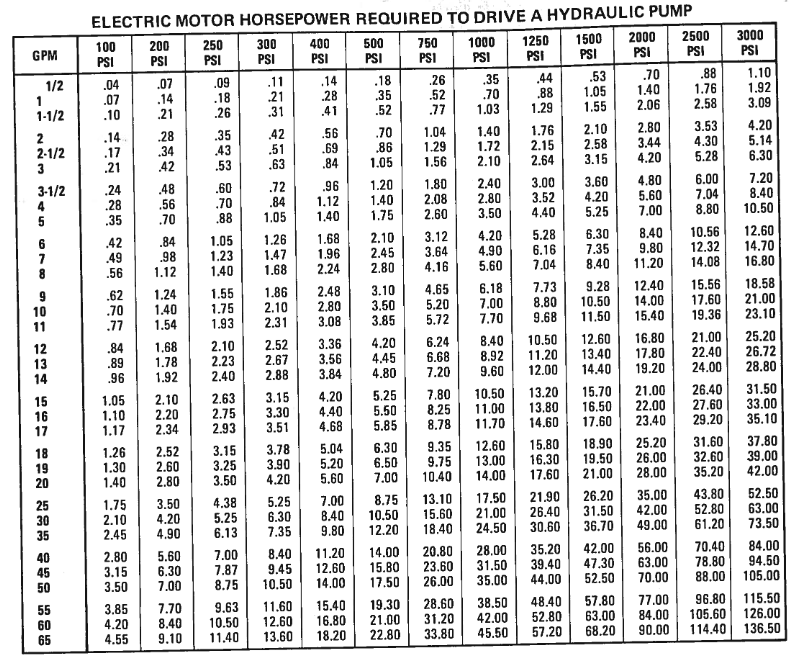 ELECTRIC MOTOR HORSEPOWER REQUIRED TO DRIVE A HYDRAULIC PUMP
GPM 100 PSI 200 PSI 250 PSI 300 PSI 400 PSI 500 PSI 750 PSI 1000 PSI 1250 PSI 1500 PSI 2000 PSI 2500 PSI 3000 PSI
1/2 .04 .07 .09 .11 .14 .18 .26 .35 .44 .53 .70 .88 1.10
1 .07 .14 .18 .21 .28 .35 .52 .70 .88 1.05 1.40 1.76 1.92
1-1/2 .10 .21 .26 .31 .41 .52 .77 1.03 1.29 1.55 2.06 2.58 3.09
2 .14 .28 .35 .42 .56 .70 1.04 1.40 1.76 2.10 2.80 3.53 4.20
2-1/2 .17 .34 .43 .51 .69 .86 1.29 1.72 2.15 2.58 3.44 4.30 5.14
3 .21 .42 .53 .63 .84 1.05 1.56 2.10 2.64 3.15 4.20 5.28 6.30
3-1/2 .24 .48 .60 .72 .96 1.20 1.80 2.40 3.00 3.60 4.80 6.00 7.20
4 .28 .56 .70 .84 1.12 1.40 2.08 2.80 3.52 4.20 5.60 7.04 8.40
5 .35 .70 .88 1.05 1.40 1.75 2.60 3.50 4.40 5.25 7.00 8.80 10.50
6 .42 .84 1.05 1.26 1.68 2.10 3.12 4.20 5.28 6.30 8.40 10.56 12.60
7 .49 .98 1.23 1.47 1.96 2.45 3.64 4.90 6.16 7.35 9.80 12.32 14.70
8 .56 1.12 1.40 1.68 2.24 2.80 4.16 5.60 7.04 8.40 11.20 14.08 16.80
9 .62 1.24 1.55 1.86 2.48 3.10 4.65 6.18 7.73 9.28 12.40 15.56 18.58
10 .70 1.40 1.75 2.10 2.80 3.50 5.20 7.00 8.80 10.50 14.00 17.60 21.00
11 .77 1.54 1.93 2.31 3.08 3.85 5.72 7.70 9.68 11.50 15.40 19.36 23.10
12 .84 1.68 2.10 2.52 3.36 4.20 6.24 8.40 10.50 12.60 16.80 21.00 25.20
13 .89 1.78 2.23 2.67 3.56 4.45 6.68 8.92 11.20 13.40 17.80 22.40 26.72
14 .96 1.92 2.40 2.88 3.84 4.80 7.20 9.60 12.00 14.40 19.20 24.00 28.80
15 1.05 2.10 2.63 3.15 4.20 5.25 7.80 10.50 13.20 15.70 21.00 26.40 31.50
16 1.10 2.20 2.75 3.30 4.40 5.50 8.25 11.00 13.80 16.50 22.00 27.60 33.00
17 1.17 2.34 2.93 3.51 4.68 5.85 8.78 11.70 14.60 17.60 23.40 29.20 35.10
18 1.26 2.52 3.15 3.78 5.04 6.30 9.35 12.60 15.80 18.90 25.20 31.60 37.80
19 1.30 2.60 3.25 3.90 5.20 6.50 9.75 13.00 16.30 19.50 26.00 32.60 39.00
20 1.40 2.80 3.50 4.20 5.60 7.00 10.40 14.00 17.60 21.00 28.00 35.20 42.00
25 1.75 3.50 4.38 5.25 7.00 8.75 13.10 17.50 21.90 26.20 35.00 43.80 52.50
30 2.10 4.20 5.25 6.30 8.40 10.50 15.60 21.00 26.40 31.50 42.00 52.80 63.00
35 2.45 4.90 6.13 7.35 9.80 12.20 18.40 24.50 30.60 36.70 49.00 61.20 73.50
40 2.80 5.60 7.00 8.40 11.20 14.00 20.80 28.00 35.20 42.00 56.00 70.40 84.00
45 3.15 6.30 7.87 9.45 12.60 15.80 23.60 31.50 39.40 47.30 63.00 78.80 94.50
50 3.50 7.00 8.75 10.50 14.00 17.50 26.00 35.00 44.00 52.50 70.00 88.00 105.00
55 3.85 7.70 9.63 11.60 15.40 19.30 28.60 38.50 48.40 57.80 77.00 96.80 115.50
60 4.20 8.40 10.50 12.60 16.80 21.00 31.20 42.00 52.80 63.00 84.00 105.60 126.00
65 4.55 9.10 11.40 13.60 18.20 22.80 33.80 45.50 57.20 68.20 90.00 114.40 136.50